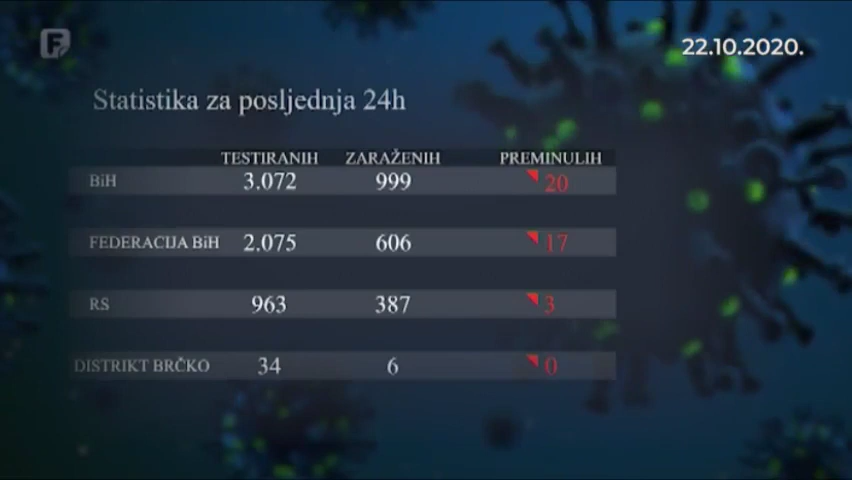 F
22.10.2020.
Statistika za posljednja 24h
TESTIRANIH ZARAŽENIH PREMINULIH
BiH 3.072 999 20
FEDERACIJA BiH 2.075 606 17
RS 963 387 3
DISTRIKT BRČKO 34 6 0